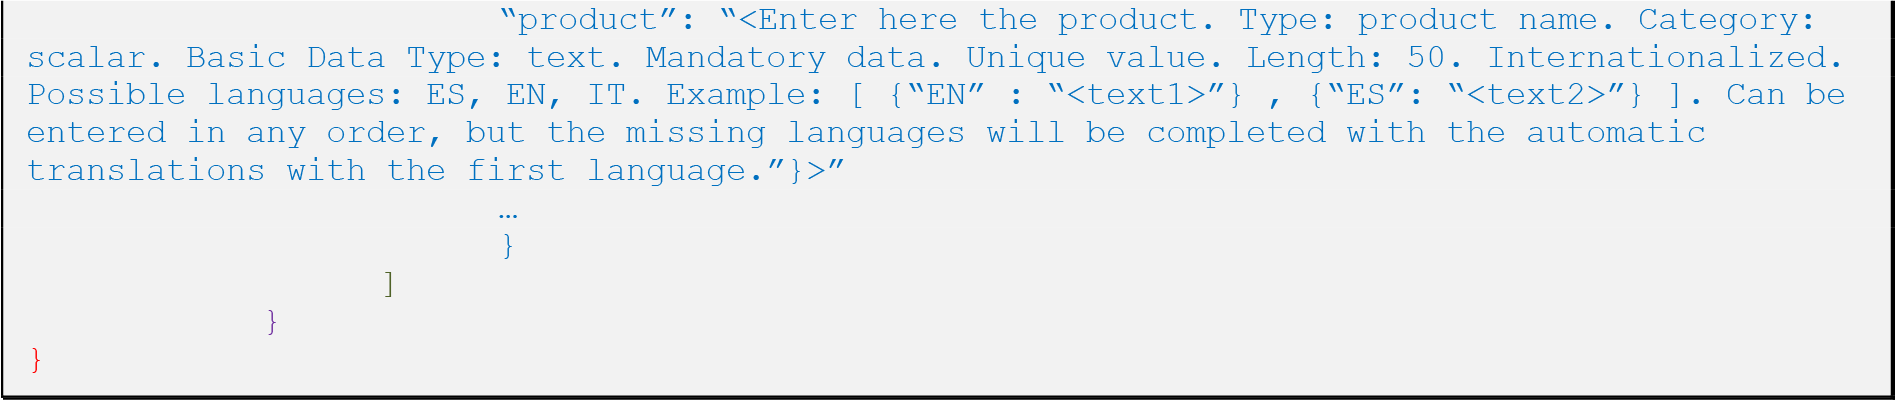 “product”: “<Enter here the product. Type: product name. Category:
scalar. Basic Data Type: text. Mandatory data. Unique value. Length: 50. Internationalized.
Possible languages: ES, EN, IT. Example: [ {“EN” : “<text1>”} , {“ES”: “<text2>”} ]. Can be
entered in any order, but the missing languages will be completed with the automatic
translations with the first language.”}>”
…
}
]
}
}